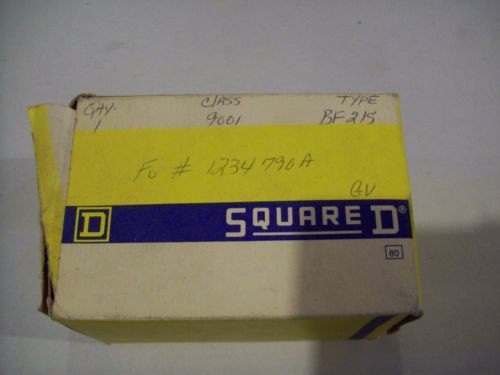 Qty. CLASS TYPE
1 9001 BF215
Fo # 1234790A
GV
D SQUARE D®
80